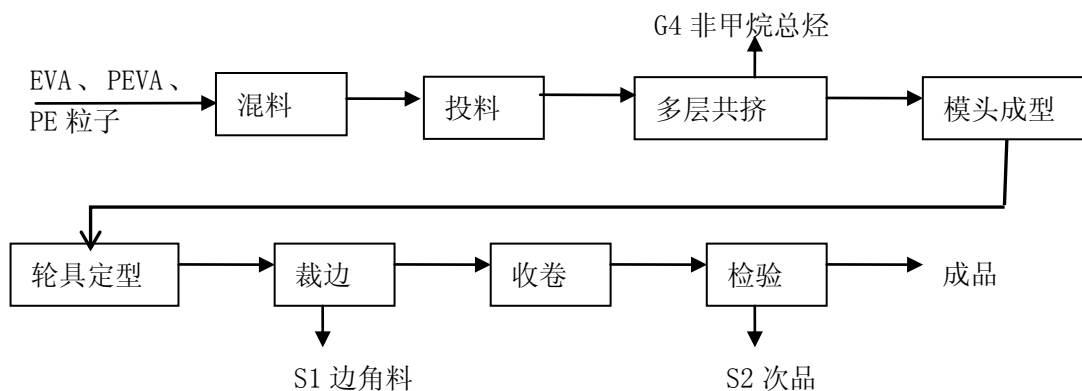 G4 非甲烷总烃
EVA、PEVA、
PE 粒子
混料
投料
多层共挤
模头成型
轮具定型
裁边
收卷
检验
成品
S1 边角料
S2 次品